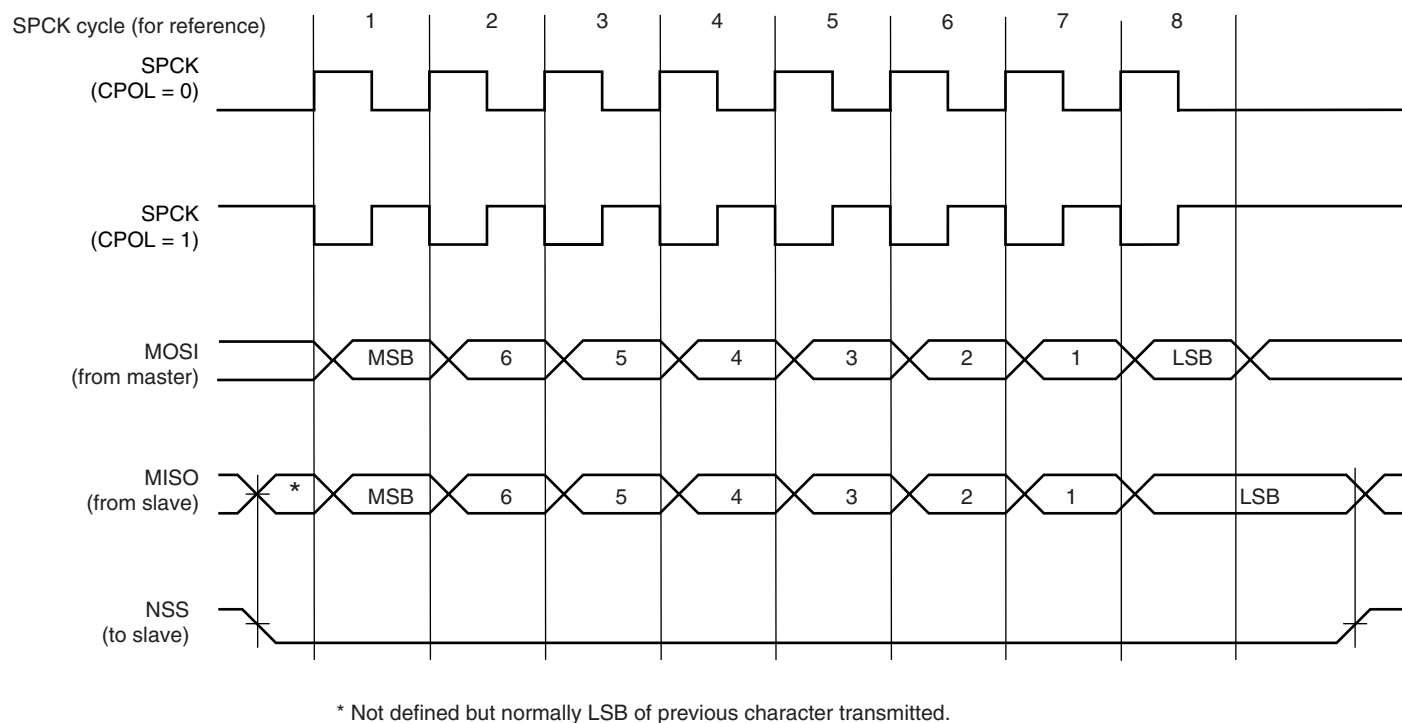 SPCK cycle (for reference) 1 2 3 4 5 6 7 8
SPCK
(CPOL = 0)
SPCK
(CPOL = 1)
MOSI
(from master)
MSB 6 5 4 3 2 1 LSB
MISO
(from slave)
* MSB 6 5 4 3 2 1 LSB
NSS
(to slave)
* Not defined but normally LSB of previous character transmitted.